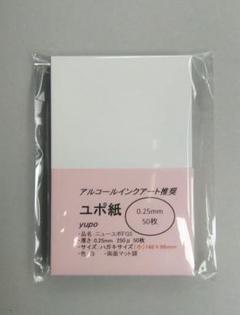 アルコールインクアート推奨
ユポ紙
0.25mm
50枚
yupo
・品名:ニューユポFGS
・厚さ:0.25mm 250μ 50枚
・サイズ:ハガキサイズ
・両面マット調